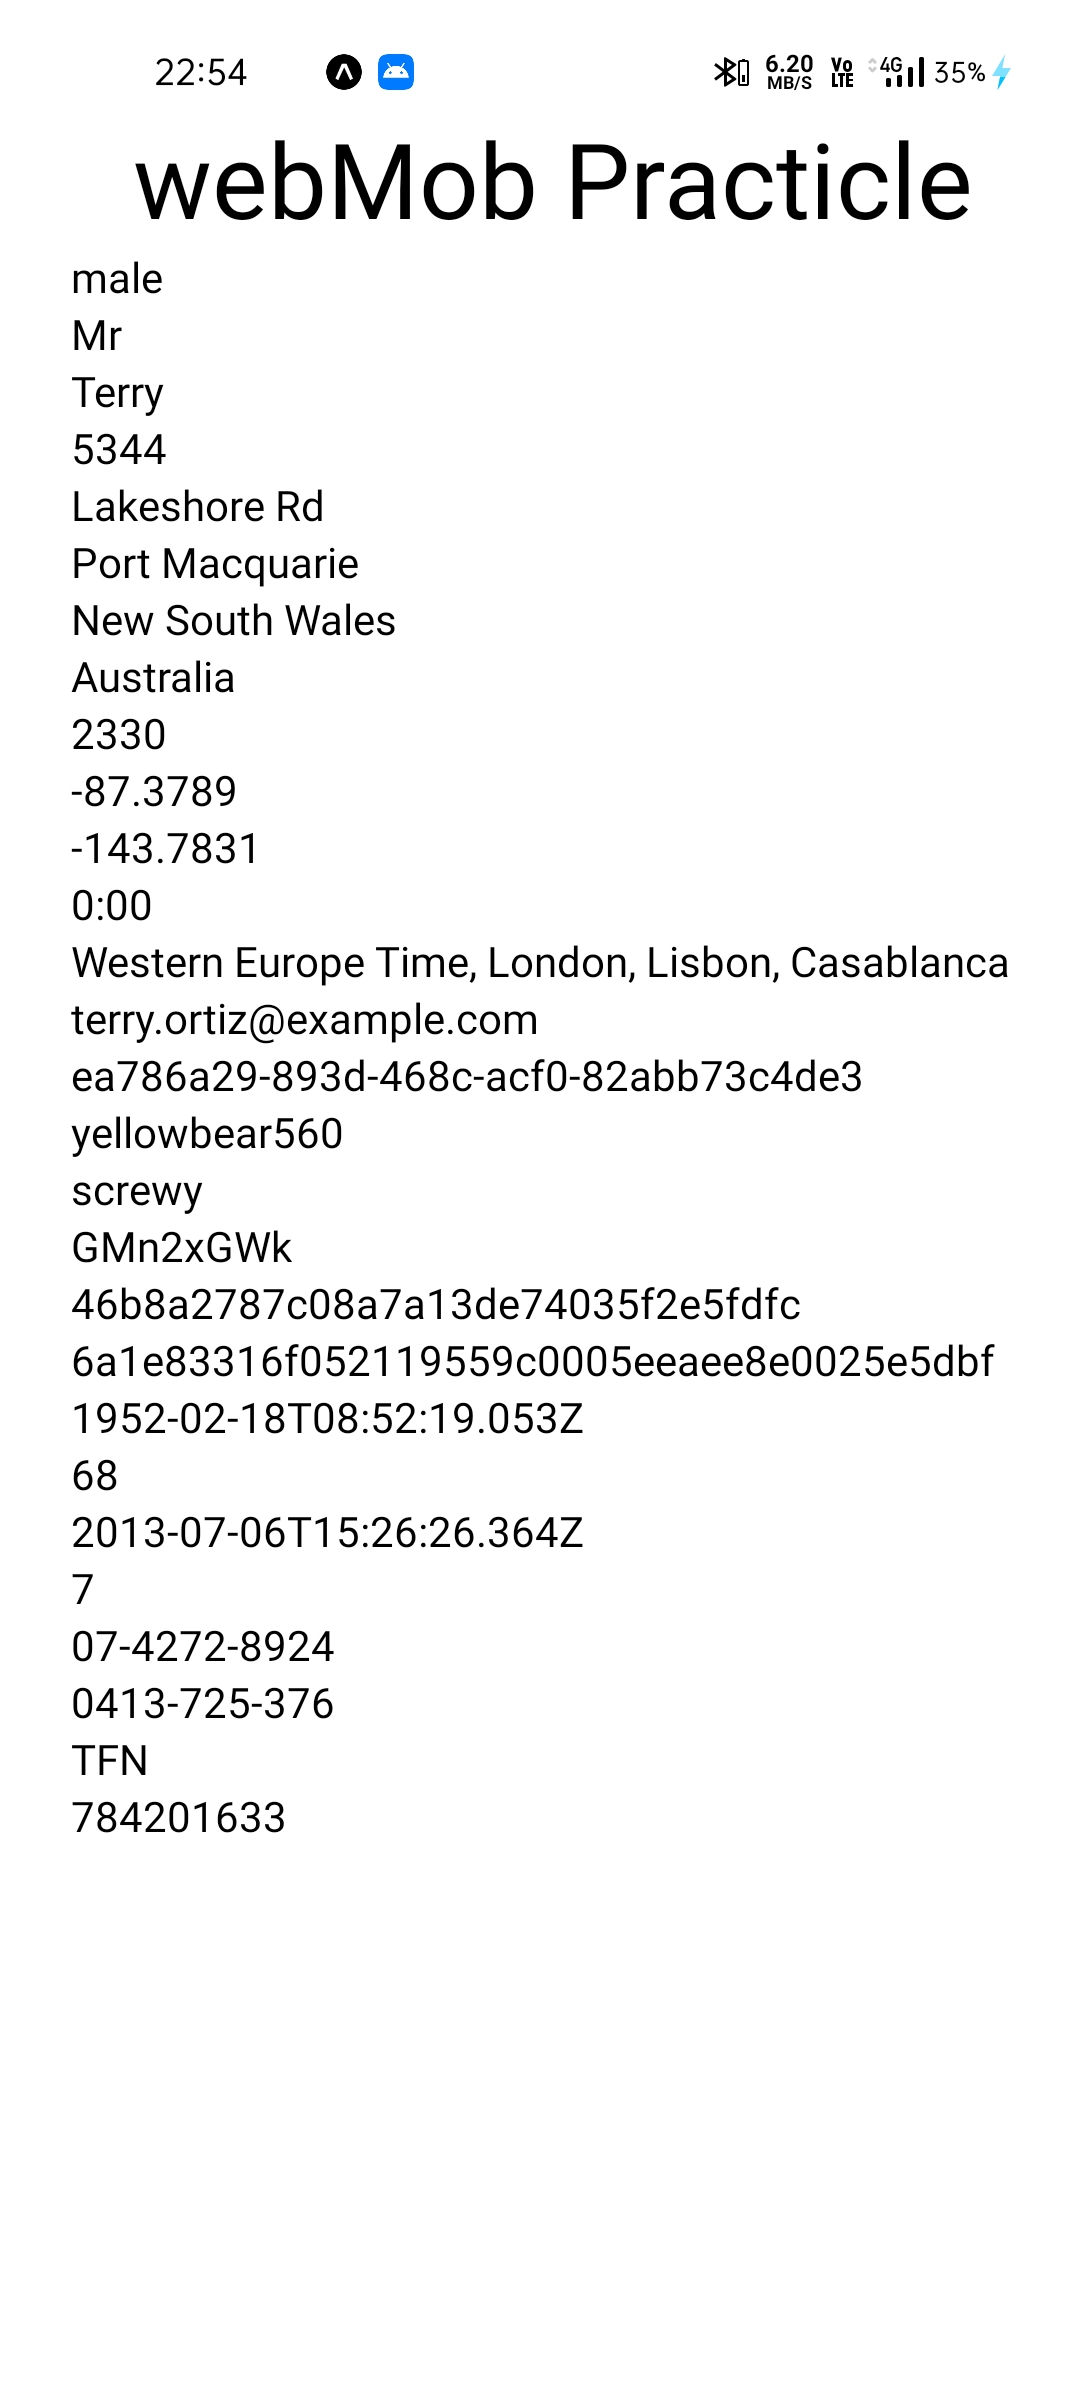 22:54
6.20
MB/S
Vo
LTE
4G
35%
webMob Practicle
male
Mr
Terry
5344
Lakeshore Rd
Port Macquarie
New South Wales
Australia
2330
-87.3789
-143.7831
0:00
Western Europe Time, London, Lisbon, Casablanca
terry.ortiz@example.com
ea786a29-893d-468c-acf0-82abb73c4de3
yellowbear560
screwy
GMn2xGWk
46b8a2787c08a7a13de74035f2e5fdfc
6a1e83316f052119559c0005eeaee8e0025e5dbf
1952-02-18T08:52:19.053Z
68
2013-07-06T15:26:26.364Z
7
07-4272-8924
0413-725-376
TFN
784201633